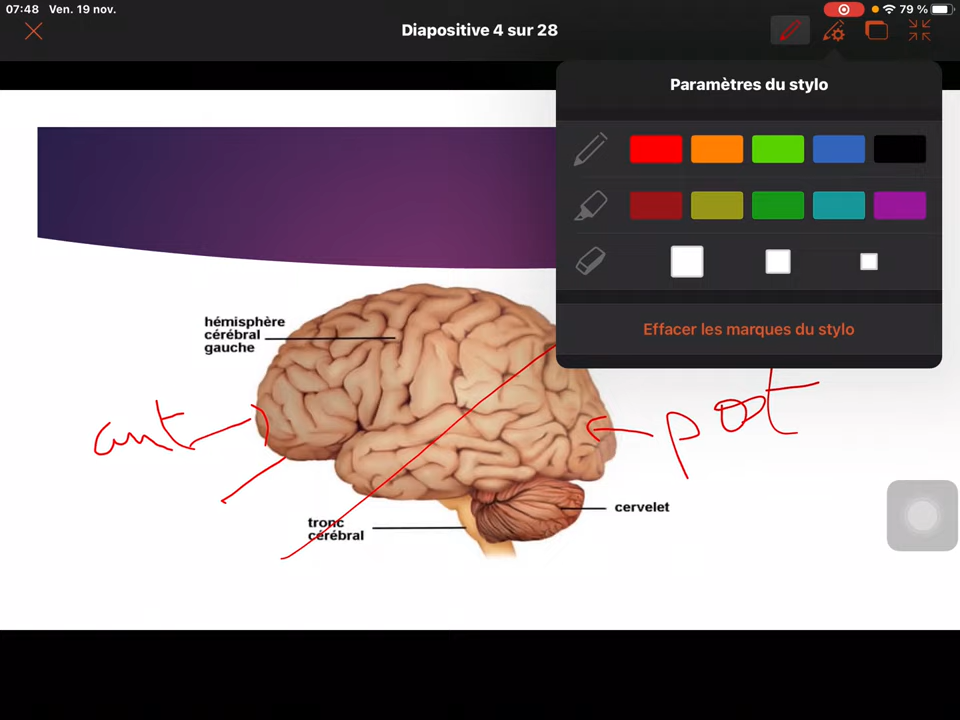 07:48 Ven. 19 nov.
79 %
Diapositive 4 sur 28
Paramètres du stylo
Effacer les marques du stylo
hémisphère
cérébral
gauche
ant
post
cervelet
tronc
cérébral